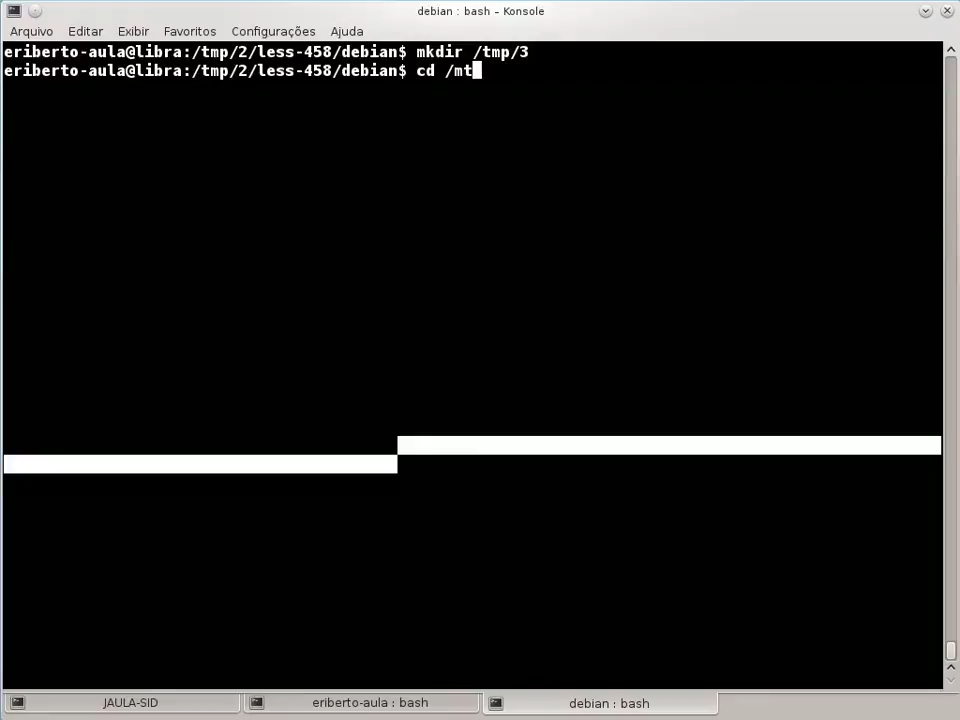 debian : bash – Konsole
Arquivo Editar Exibir Favoritos Configurações Ajuda
eriberto-aula@libra:/tmp/2/less-458/debian$ mkdir /tmp/3
eriberto-aula@libra:/tmp/2/less-458/debian$ cd /mt
JAULA-SID eriberto-aula : bash debian : bash